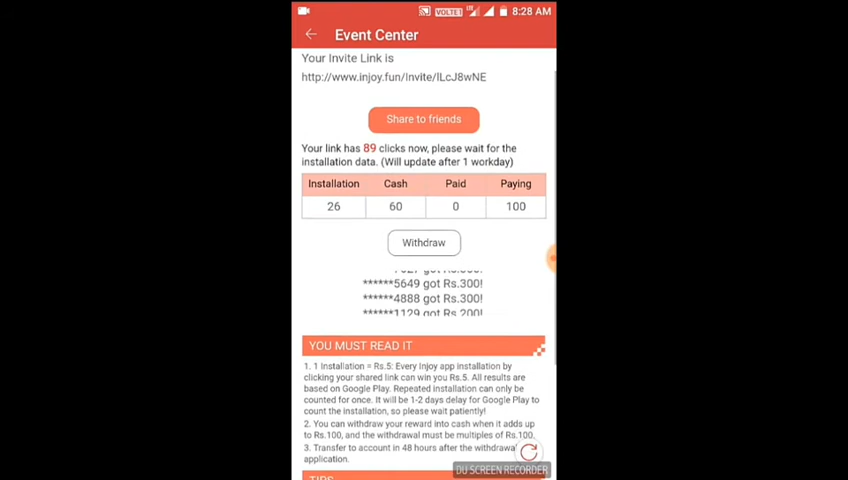 VOLTE1 LTE 8:28 AM
Event Center
Your Invite Link is
http://www.injoy.fun/Invite/lLcJ8wNE
Share to friends
Your link has 89 clicks now, please wait for the
installation data. (Will update after 1 workday)
Installation Cash Paid Paying
26 60 0 100
Withdraw
******5649 got Rs.300!
******4888 got Rs.300!
******1129 got Rs.200!
YOU MUST READ IT
1. 1 Installation = Rs.5: Every Injoy app installation by
clicking your shared link can win you Rs.5. All results are
based on Google Play. Repeated installation can only be
counted for once. It will be 1-2 days delay for Google Play to
count the installation, so please wait patiently!
2. You can withdraw your reward into cash when it adds up
to Rs.100, and the withdrawal must be multiples of Rs.100.
3. Transfer to account in 48 hours after the withdrawal
application.
DU SCREEN RECORDER
TIPS